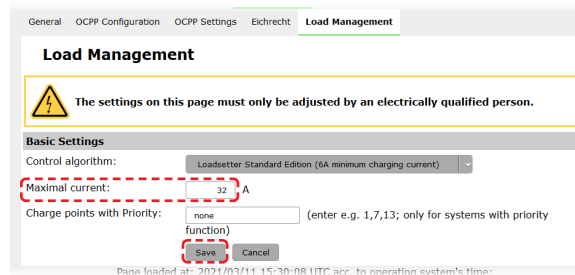 General OCPP Configuration OCPP Settings Eichrecht Load Management
Load Management
The settings on this page must only be adjusted by an electrically qualified person.
Basic Settings
Control algorithm: Loadsetter Standard Edition (6A minimum charging current)
Maximal current: 32 A
Charge points with Priority: none (enter e.g. 1,7,13; only for systems with priority
function)
Save Cancel
Page loaded at: 2021/03/11 15:30:08 UTC acc. to operating system's time: